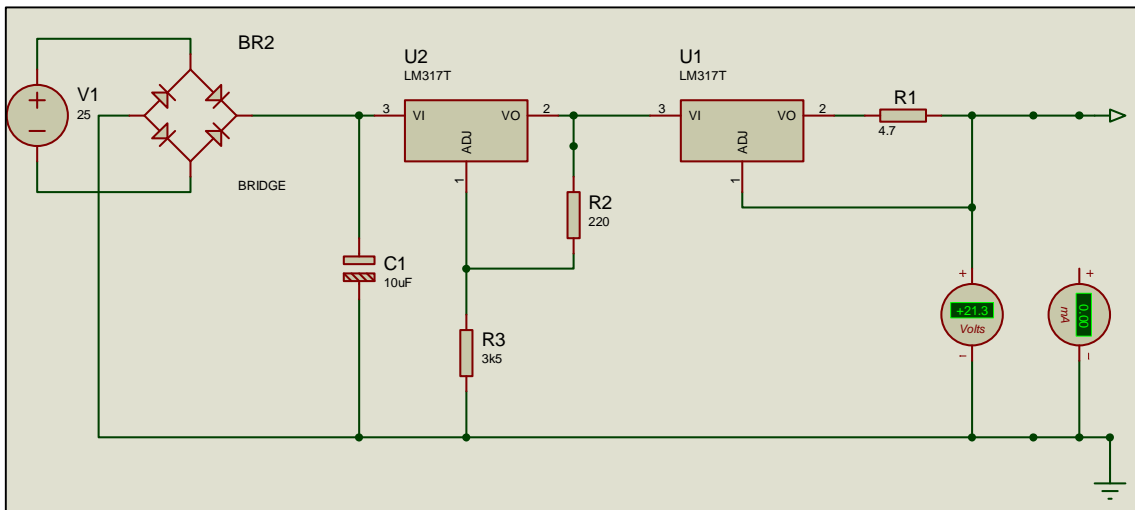 BR2
V1
25
BRIDGE
U2
LM317T
3
VI
VO
2
ADJ
1
U1
LM317T
3
VI
VO
2
ADJ
1
R1
4.7
R2
220
C1
10uF
R3
3k5
+21.3
Volts
0.00
mA